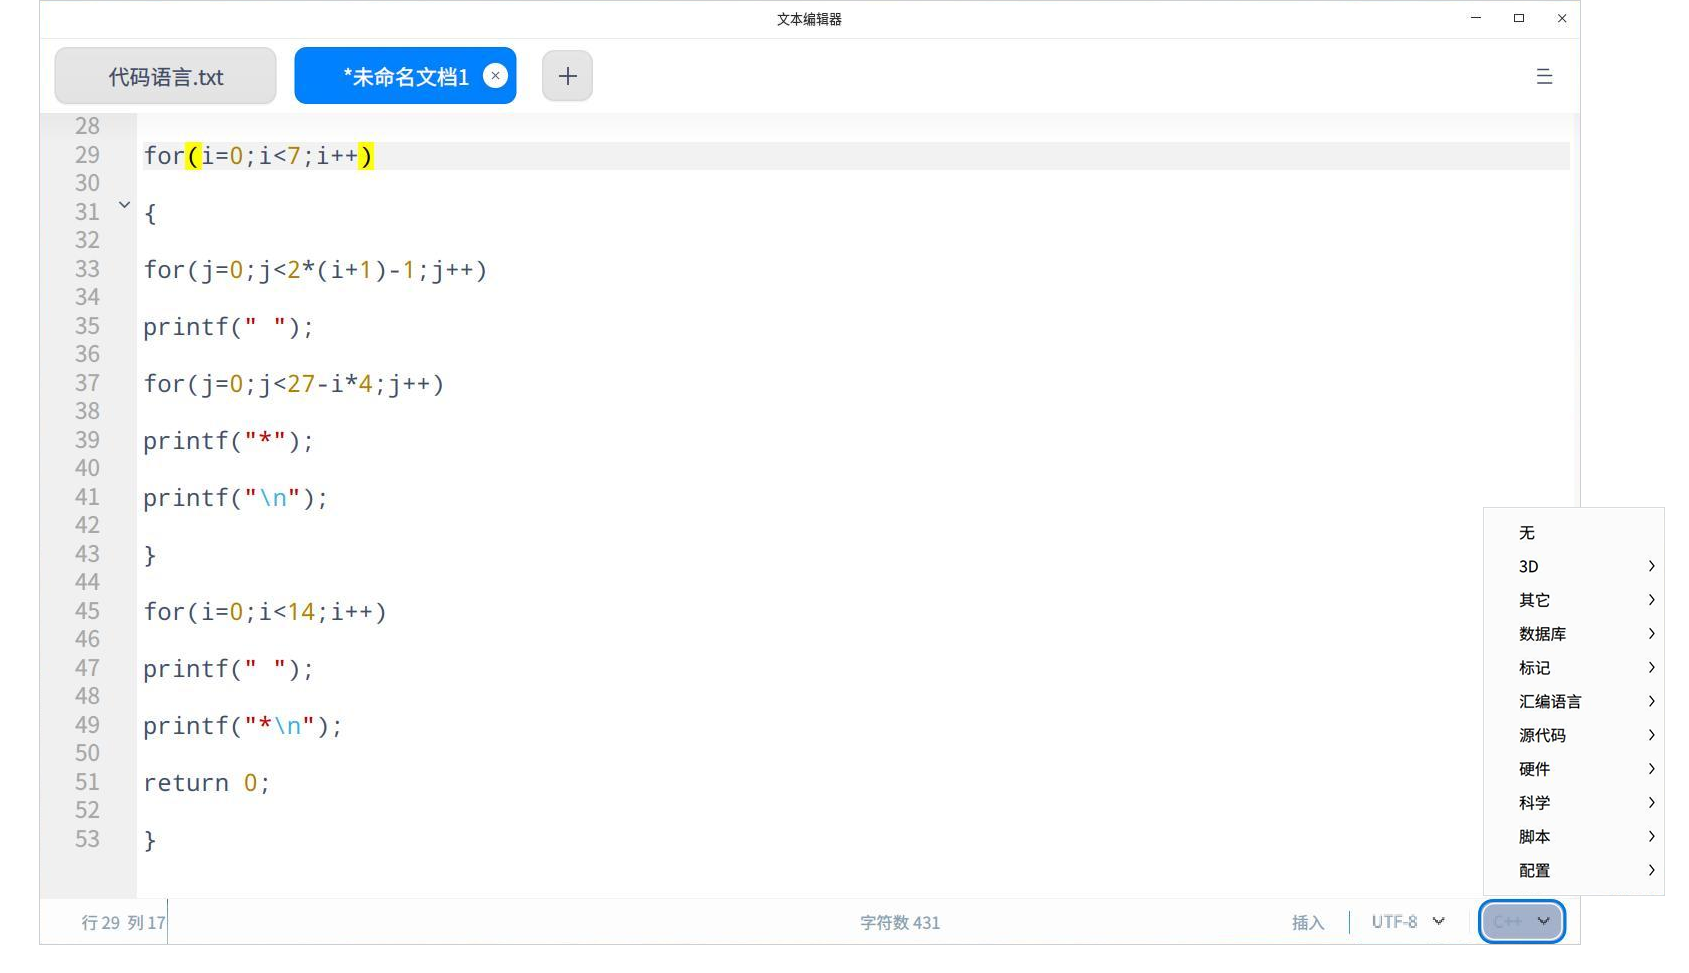 文本编辑器
代码语言.txt
*未命名文档1
28
29 for(i=0;i<7;i++)
30
31 {
32
33 for(j=0;j<2*(i+1)-1;j++)
34
35 printf(" ");
36
37 for(j=0;j<27-i*4;j++)
38
39 printf("*");
40
41 printf("\n");
42
43 }
44
45 for(i=0;i<14;i++)
46
47 printf(" ");
48
49 printf("*\n");
50
51 return 0;
52
53 }
无
3D
其它
数据库
标记
汇编语言
源代码
硬件
科学
脚本
配置
行 29 列 17 字符数 431 插入 UTF-8 C++